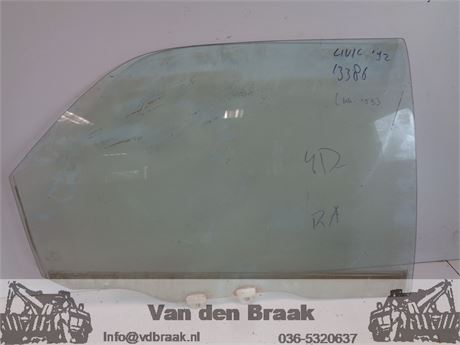 CIVIC '92
13386
4D
RA
Van den Braak
Info@vdbraak.nl
036-5320637